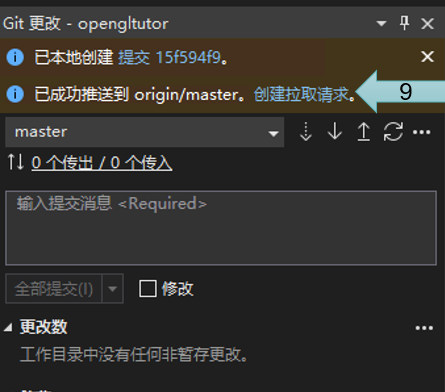 Git 更改 - opengltutor
已本地创建 提交 15f594f9。
已成功推送到 origin/master。创建拉取请求。
9
master
0 个传出 / 0 个传入
输入提交消息 <Required>
全部提交(I)
修改
更改数
工作目录中没有任何非暂存更改。